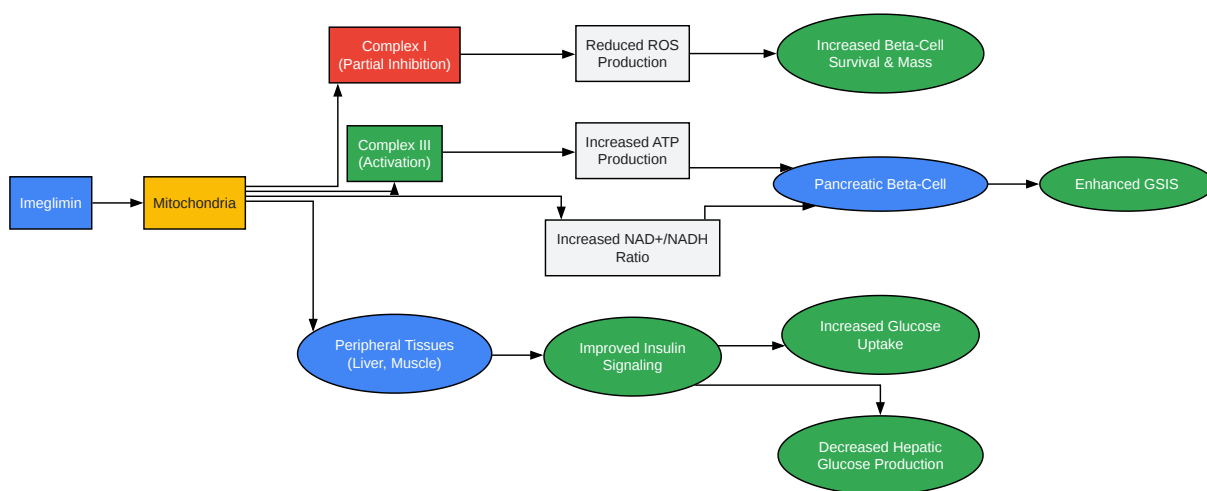 Complex I
(Partial Inhibition)
Reduced ROS
Production
Increased Beta-Cell
Survival & Mass
Complex III
(Activation)
Increased ATP
Production
Imeglimin
Mitochondria
Pancreatic Beta-Cell
Enhanced GSIS
Increased NAD+/NADH
Ratio
Peripheral Tissues
(Liver, Muscle)
Improved Insulin
Signaling
Increased Glucose
Uptake
Decreased Hepatic
Glucose Production